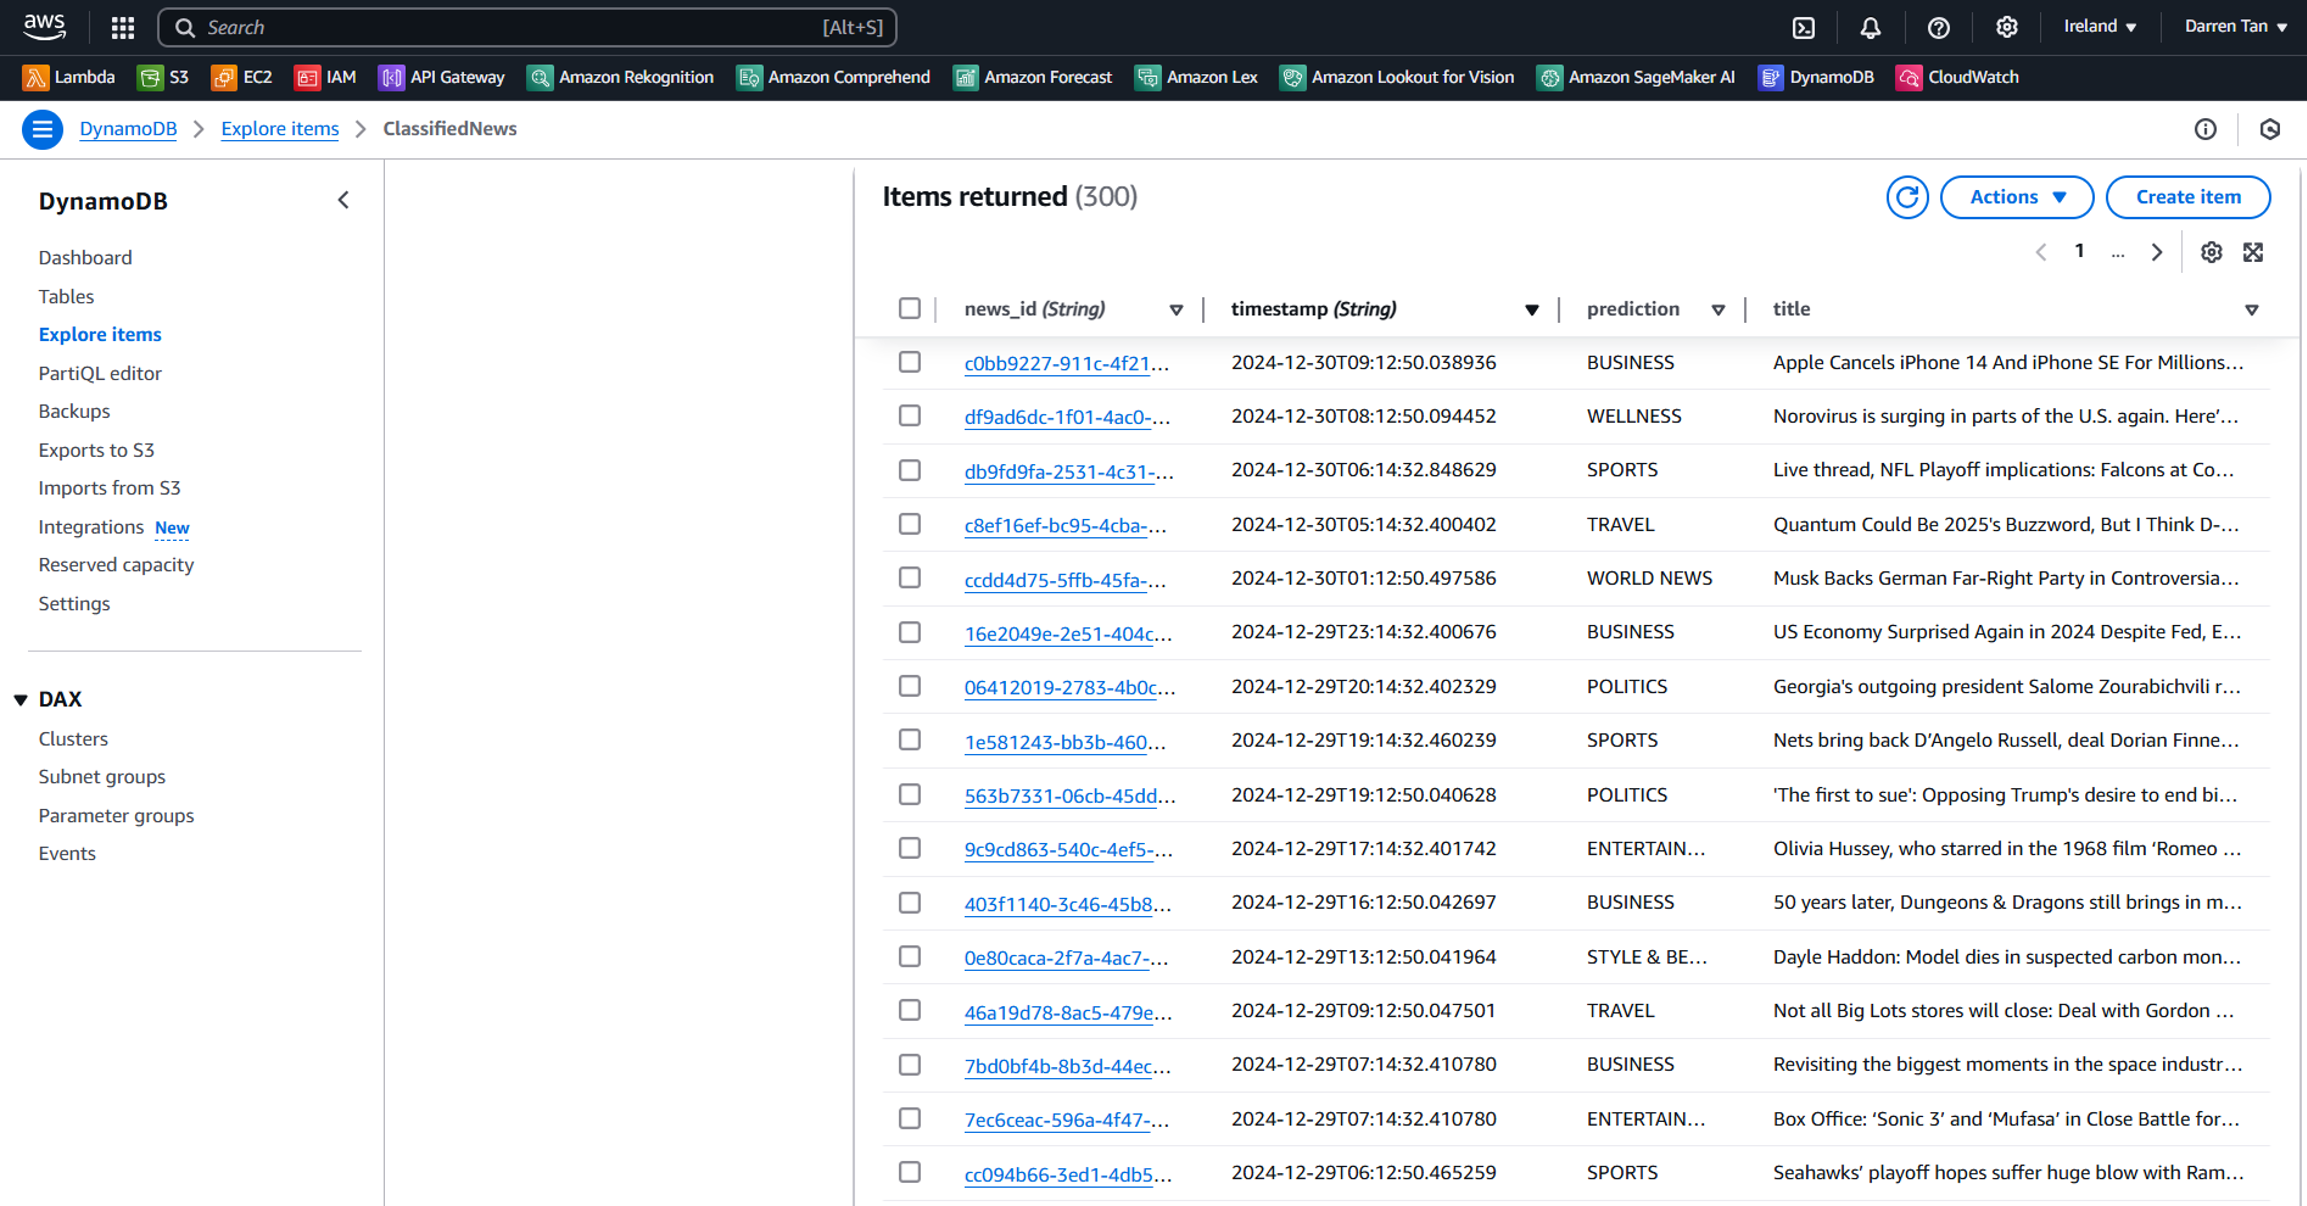 aws Search [Alt+S] Ireland Darren Tan
Lambda S3 EC2 IAM API Gateway Amazon Rekognition Amazon Comprehend Amazon Forecast Amazon Lex Amazon Lookout for Vision Amazon SageMaker AI DynamoDB CloudWatch
DynamoDB Explore items ClassifiedNews
DynamoDB
Dashboard
Tables
Explore items
PartiQL editor
Backups
Exports to S3
Imports from S3
Integrations New
Reserved capacity
Settings
DAX
Clusters
Subnet groups
Parameter groups
Events
Items returned (300)
Actions Create item
1 ...
news_id (String) timestamp (String) prediction title
c0bb9227-911c-4f21... 2024-12-30T09:12:50.038936 BUSINESS Apple Cancels iPhone 14 And iPhone SE For Millions...
df9ad6dc-1f01-4ac0-... 2024-12-30T08:12:50.094452 WELLNESS Norovirus is surging in parts of the U.S. again. Here’...
db9fd9fa-2531-4c31-... 2024-12-30T06:14:32.848629 SPORTS Live thread, NFL Playoff implications: Falcons at Co...
c8ef16ef-bc95-4cba-... 2024-12-30T05:14:32.400402 TRAVEL Quantum Could Be 2025's Buzzword, But I Think D-...
ccdd4d75-5ffb-45fa-... 2024-12-30T01:12:50.497586 WORLD NEWS Musk Backs German Far-Right Party in Controversia...
16e2049e-2e51-404c... 2024-12-29T23:14:32.400676 BUSINESS US Economy Surprised Again in 2024 Despite Fed, E...
06412019-2783-4b0c... 2024-12-29T20:14:32.402329 POLITICS Georgia's outgoing president Salome Zourabichvili r...
1e581243-bb3b-460... 2024-12-29T19:14:32.460239 SPORTS Nets bring back D’Angelo Russell, deal Dorian Finne...
563b7331-06cb-45dd... 2024-12-29T19:12:50.040628 POLITICS 'The first to sue': Opposing Trump's desire to end bi...
9c9cd863-540c-4ef5-... 2024-12-29T17:14:32.401742 ENTERTAIN... Olivia Hussey, who starred in the 1968 film ‘Romeo ...
403f1140-3c46-45b8... 2024-12-29T16:12:50.042697 BUSINESS 50 years later, Dungeons & Dragons still brings in m...
0e80caca-2f7a-4ac7-... 2024-12-29T13:12:50.041964 STYLE & BE... Dayle Haddon: Model dies in suspected carbon mon...
46a19d78-8ac5-479e... 2024-12-29T09:12:50.047501 TRAVEL Not all Big Lots stores will close: Deal with Gordon ...
7bd0bf4b-8b3d-44ec... 2024-12-29T07:14:32.410780 BUSINESS Revisiting the biggest moments in the space industr...
7ec6ceac-596a-4f47-... 2024-12-29T07:14:32.410780 ENTERTAIN... Box Office: ‘Sonic 3’ and ‘Mufasa’ in Close Battle for...
cc094b66-3ed1-4db5... 2024-12-29T06:12:50.465259 SPORTS Seahawks’ playoff hopes suffer huge blow with Ram...